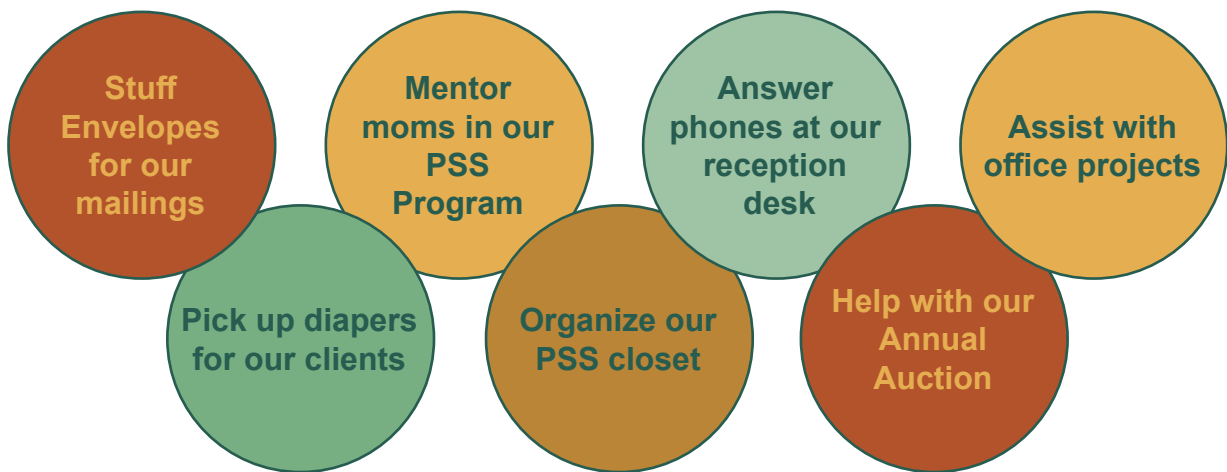 Stuff
Envelopes
for our
mailings
Mentor
moms in our
PSS
Program
Answer
phones at our
reception
desk
Assist with
office projects
Pick up diapers
for our clients
Organize our
PSS closet
Help with our
Annual
Auction